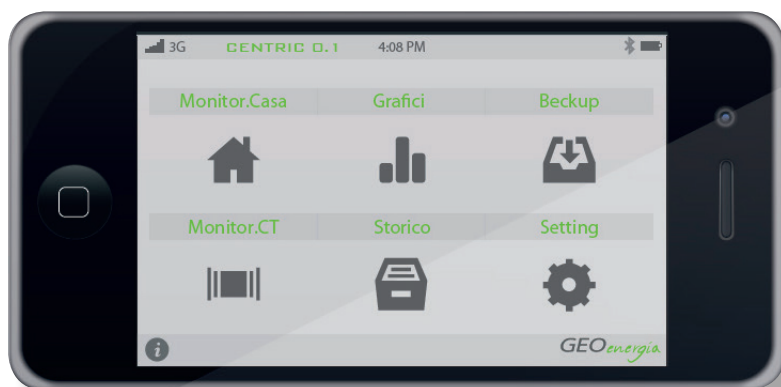 3G CENTRIC 0.1 4:08 PM
Monitor.Casa Grafici Beckup
Monitor.CT Storico Setting
i GEOenergia